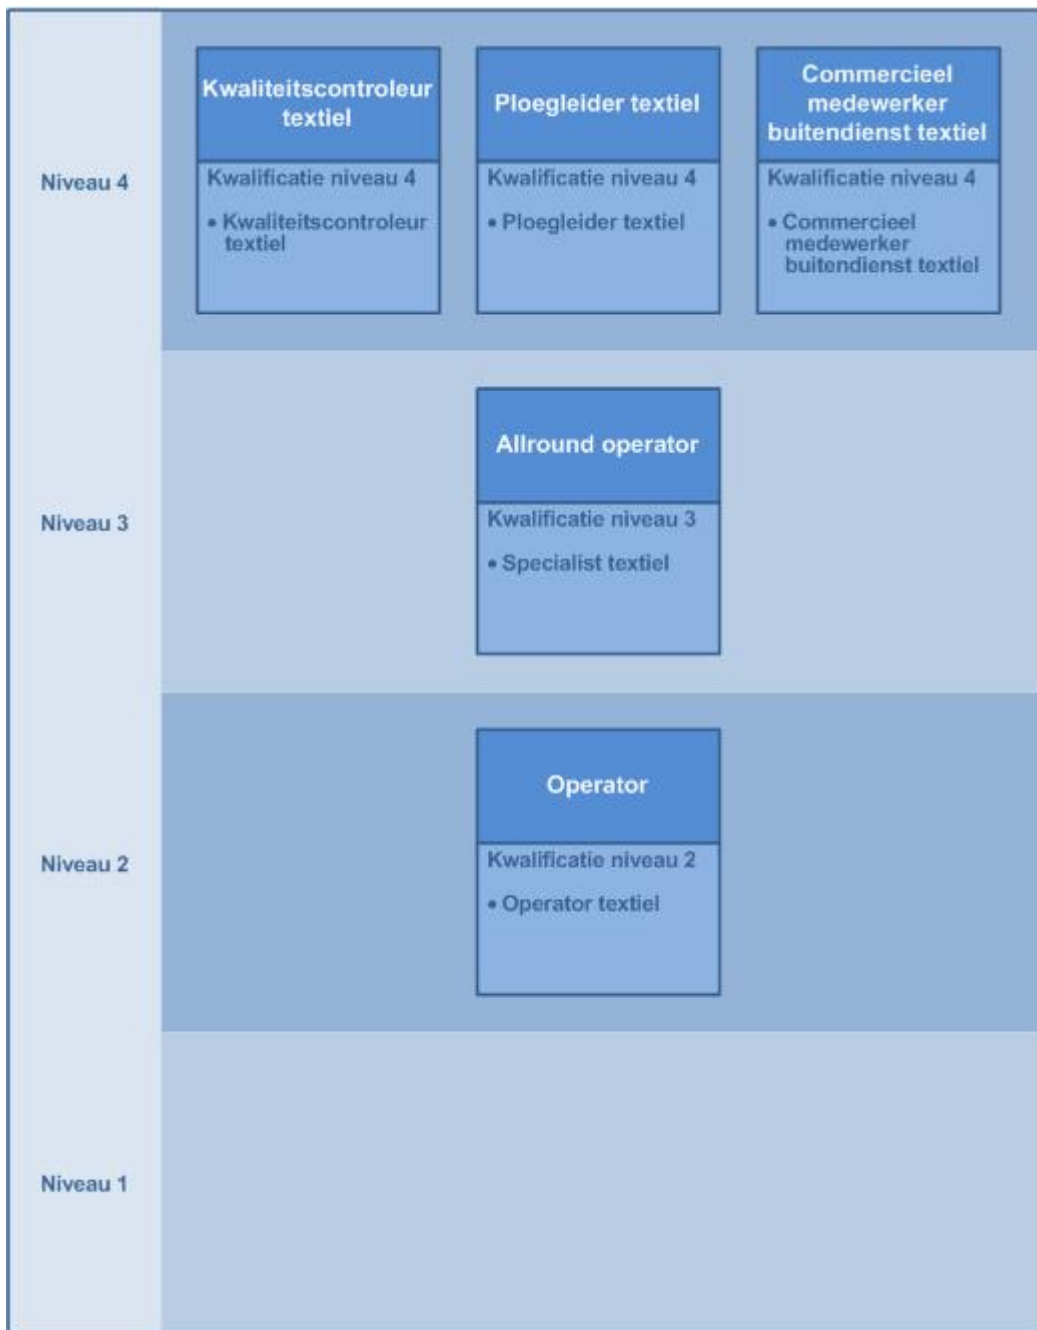 Niveau 4
Kwaliteitscontroleur
textiel
Kwalificatie niveau 4
• Kwaliteitscontroleur
textiel
Ploegleider textiel
Kwalificatie niveau 4
• Ploegleider textiel
Commercieel
medewerker
buitendienst textiel
Kwalificatie niveau 4
• Commercieel
medewerker
buitendienst textiel
Niveau 3
Allround operator
Kwalificatie niveau 3
• Specialist textiel
Niveau 2
Operator
Kwalificatie niveau 2
• Operator textiel
Niveau 1